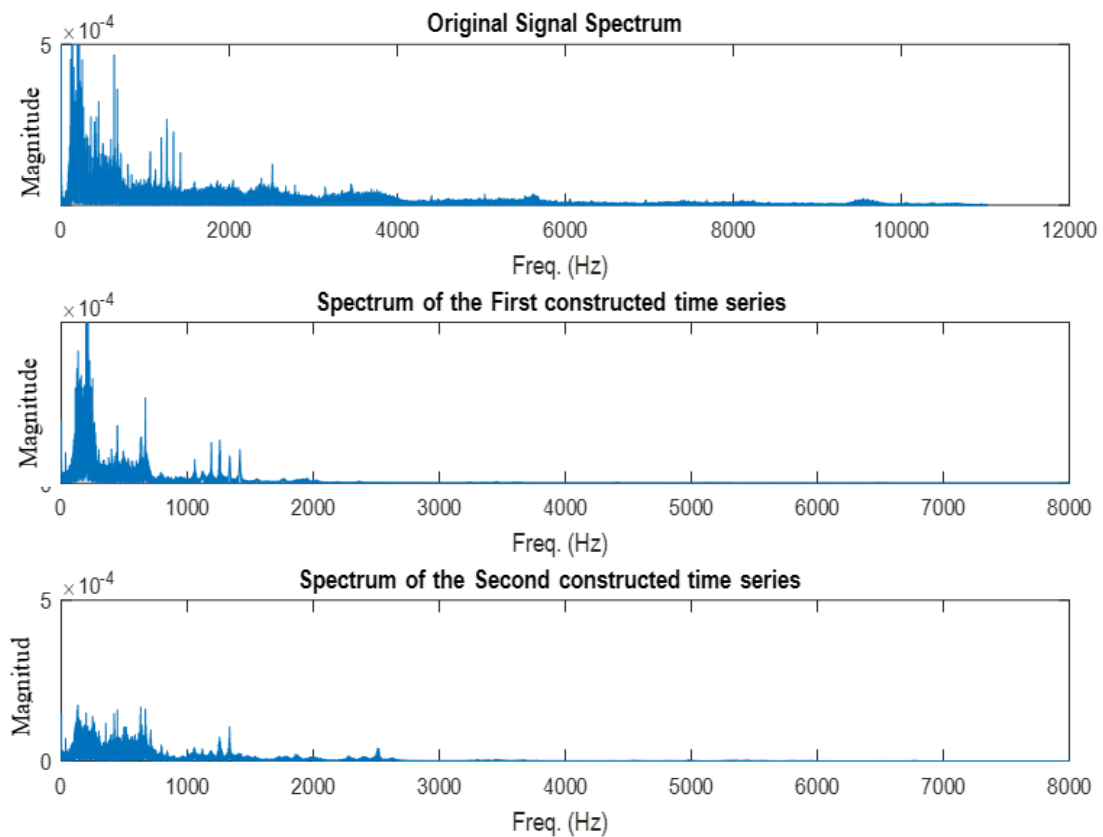 Original Signal Spectrum
×10-4
5
Magnitude
0 2000 4000 6000 8000 10000 12000
Freq. (Hz)
Spectrum of the First constructed time series
×10-4
Magnitude
0 1000 2000 3000 4000 5000 6000 7000 8000
Freq. (Hz)
Spectrum of the Second constructed time series
×10-4
5
Magnitud
0
0 1000 2000 3000 4000 5000 6000 7000 8000
Freq. (Hz)